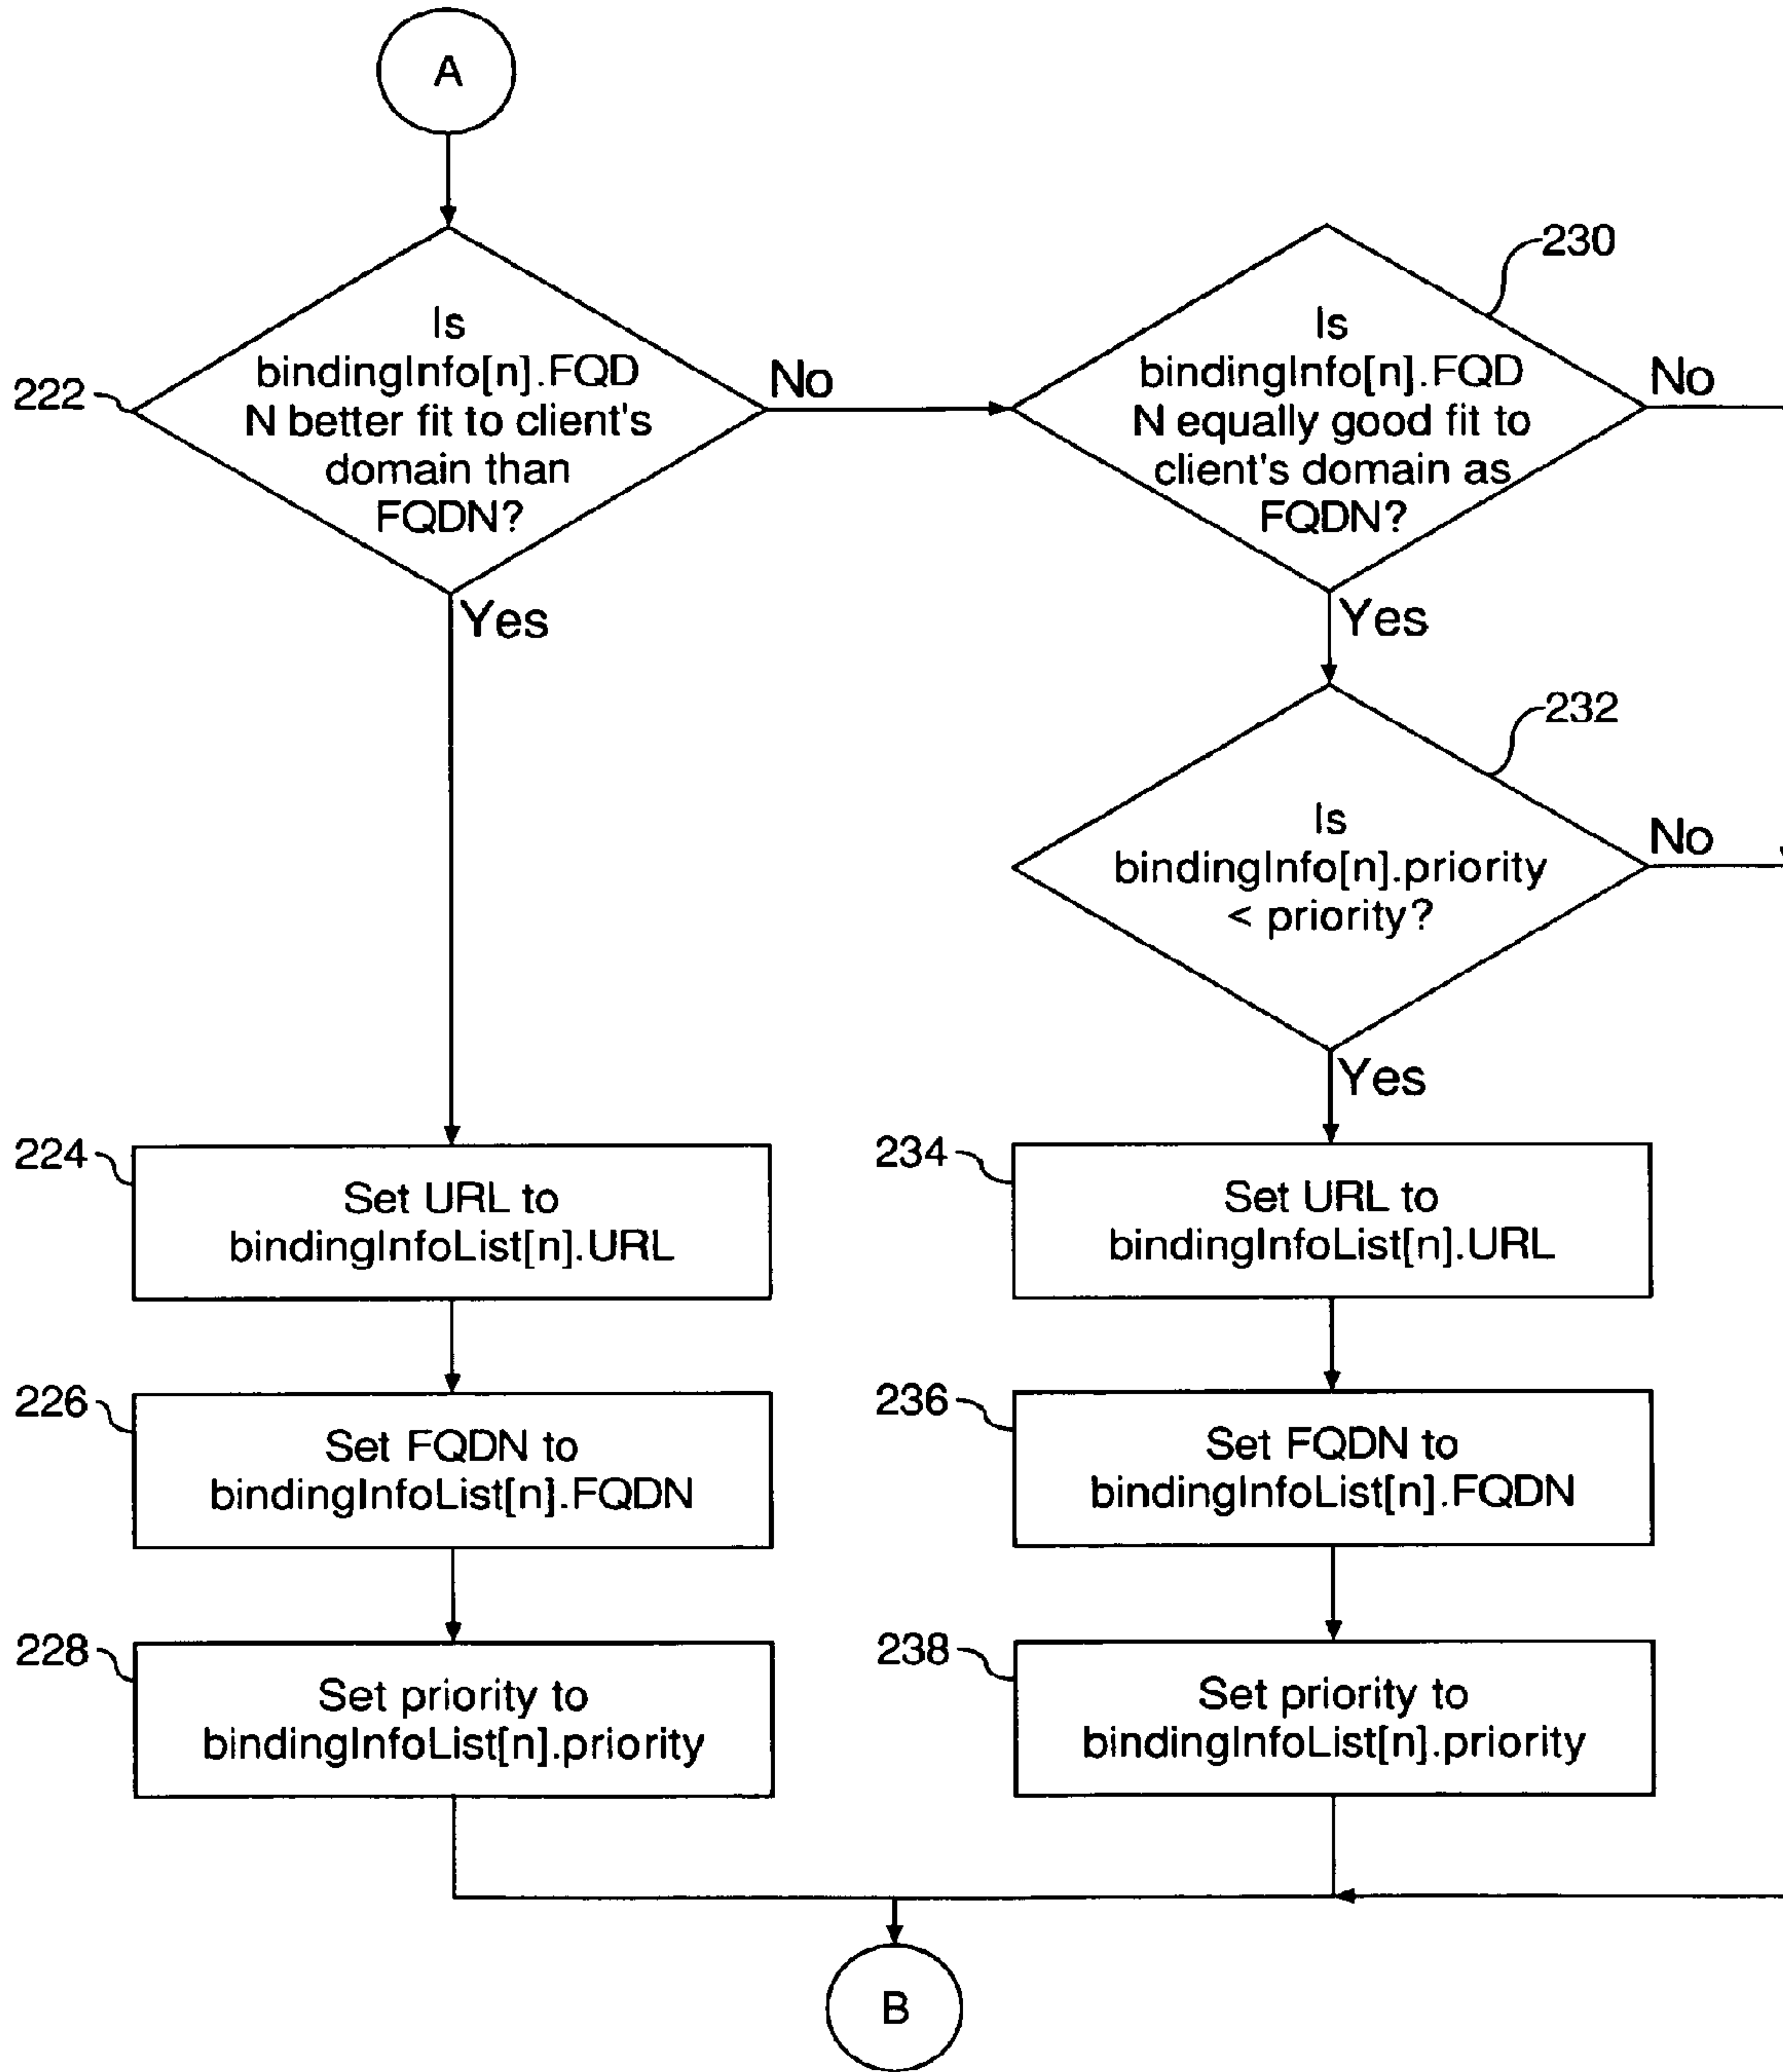 A
222
Is
bindingInfo[n].FQD
N better fit to client's
domain than
FQDN?
No
Yes
230
Is
bindingInfo[n].FQD
N equally good fit to
client's domain as
FQDN?
No
Yes
232
Is
bindingInfo[n].priority
< priority?
No
Yes
224
Set URL to
bindingInfoList[n].URL
226
Set FQDN to
bindingInfoList[n].FQDN
228
Set priority to
bindingInfoList[n].priority
234
Set URL to
bindingInfoList[n].URL
236
Set FQDN to
bindingInfoList[n].FQDN
238
Set priority to
bindingInfoList[n].priority
B